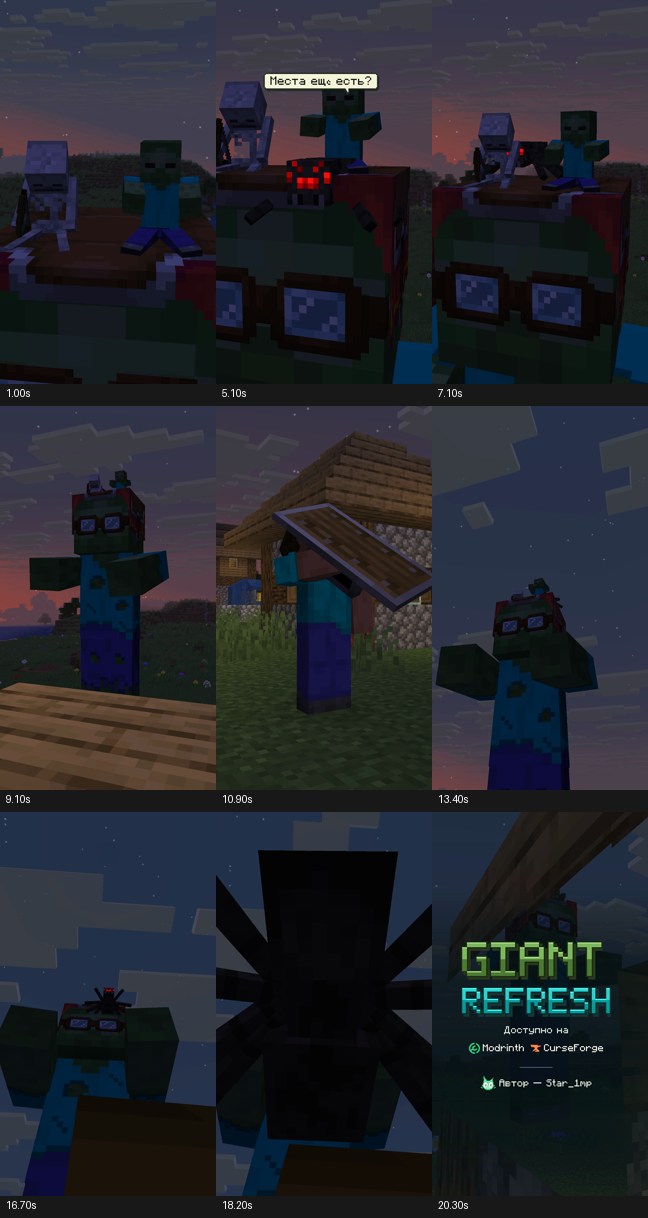 Места ещё есть?
1.00s
5.10s
7.10s
9.10s
10.90s
13.40s
16.70s
18.20s
GIANT
REFRESH
Доступно на
Modrinth CurseForge
Автор — Star_1mp
20.30s